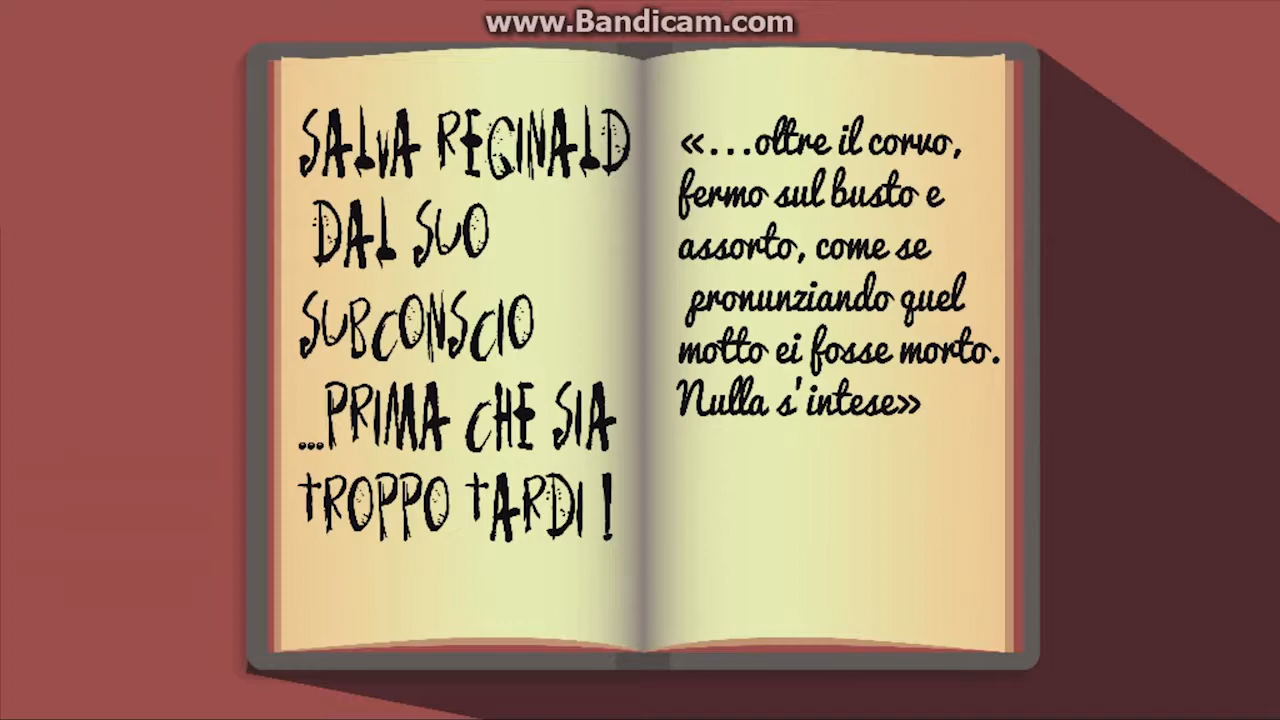 www.Bandicam.com
SALVA REGINALD
DAL SUO
SUBCONSCIO
...PRIMA CHE SIA
TROPPO TARDI !
«...oltre il corvo,
fermo sul busto e
assorto, come se
pronunziando quel
motto ei fosse morto.
Nulla s'intese»